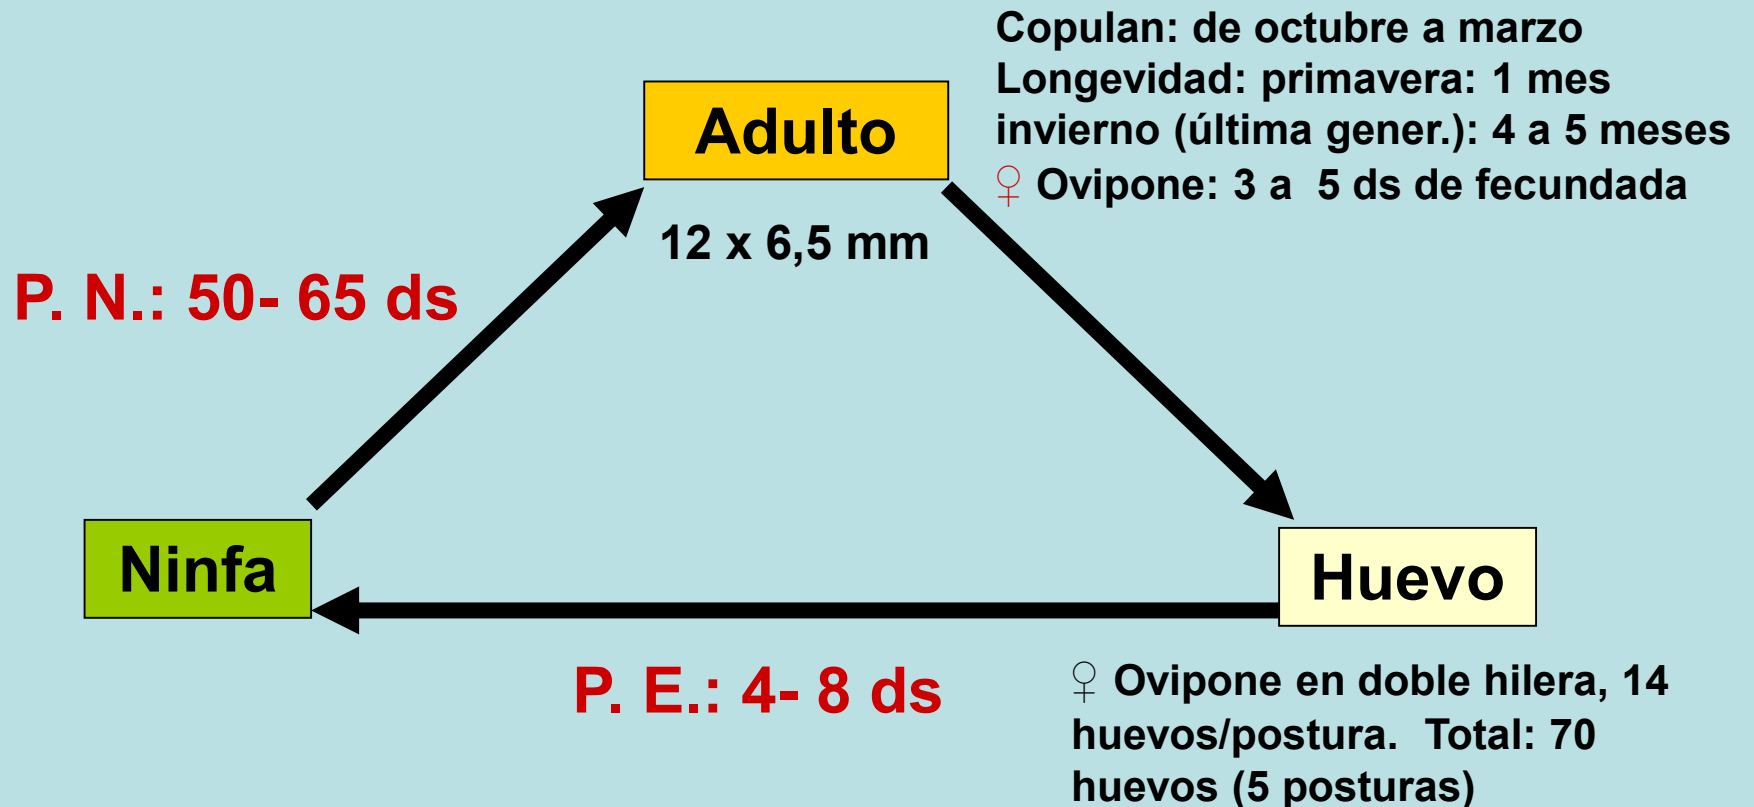 Copulan: de octubre a marzo
Longevidad: primavera: 1 mes
invierno (última gener.): 4 a 5 meses
♀ Ovipone: 3 a 5 ds de fecundada
Adulto
12 x 6,5 mm
P. N.: 50- 65 ds
Ninfa
Huevo
P. E.: 4- 8 ds
♀ Ovipone en doble hilera, 14
huevos/postura. Total: 70
huevos (5 posturas)